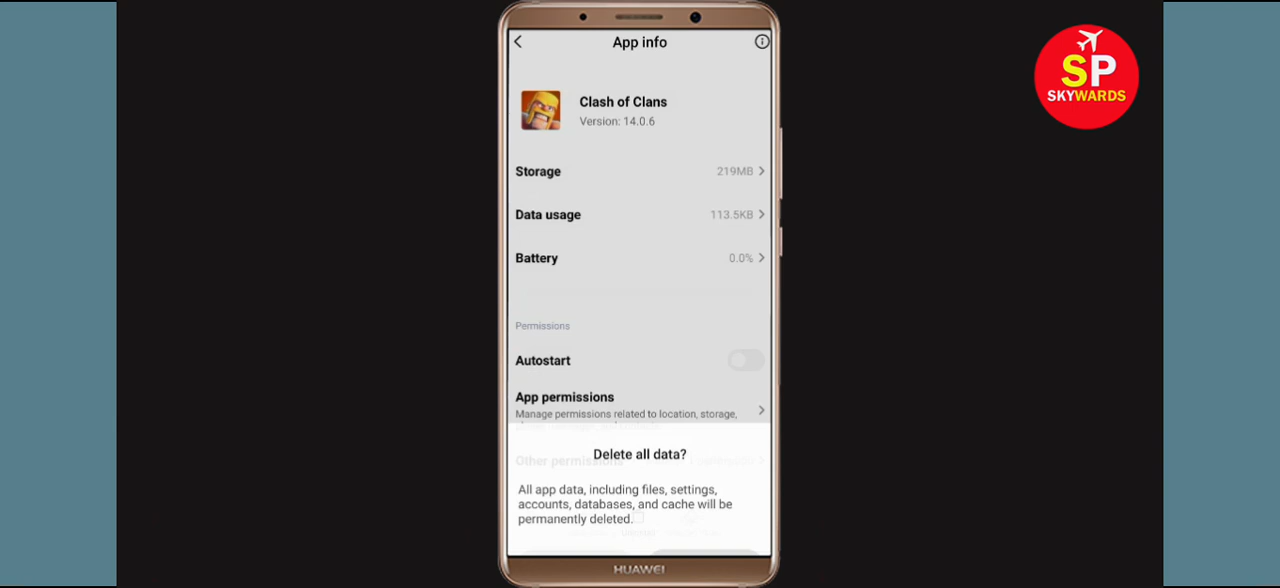 App info
SP
SKYWARDS
Clash of Clans
Version: 14.0.6
Storage 219MB
Data usage 113.5KB
Battery 0.0%
Permissions
Autostart
App permissions
Manage permissions related to location, storage,
Delete all data?
Other permissions
All app data, including files, settings,
accounts, databases, and cache will be
permanently deleted.
HUAWEI